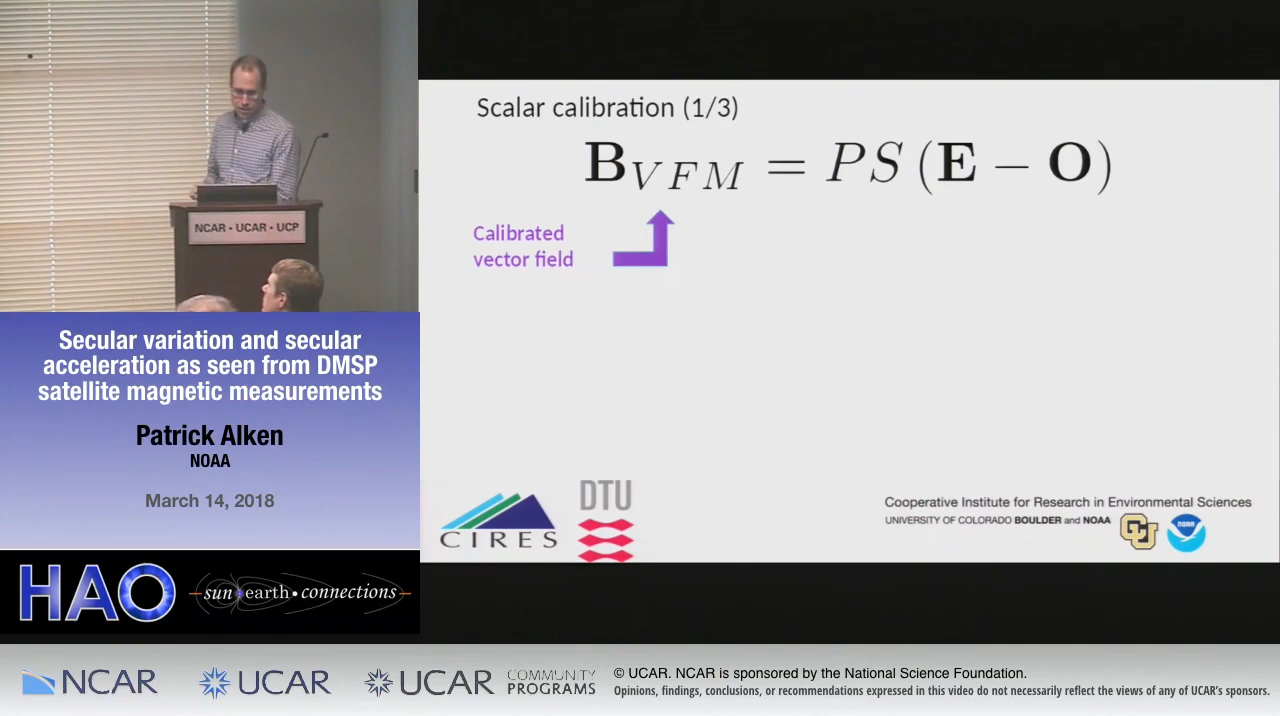 NCAR • UCAR • UCP
Secular variation and secular
acceleration as seen from DMSP
satellite magnetic measurements
Patrick Alken
NOAA
March 14, 2018
HAO
sun • earth • connections
Scalar calibration (1/3)
B_{VFM} = PS (E − O)
Calibrated
vector field
CIRES
DTU
Cooperative Institute for Research in Environmental Sciences
UNIVERSITY OF COLORADO BOULDER and NOAA
CU
NOAA
NCAR
UCAR
UCAR
COMMUNITY
PROGRAMS
© UCAR. NCAR is sponsored by the National Science Foundation.
Opinions, findings, conclusions, or recommendations expressed in this video do not necessarily reflect the views of any of UCAR's sponsors.